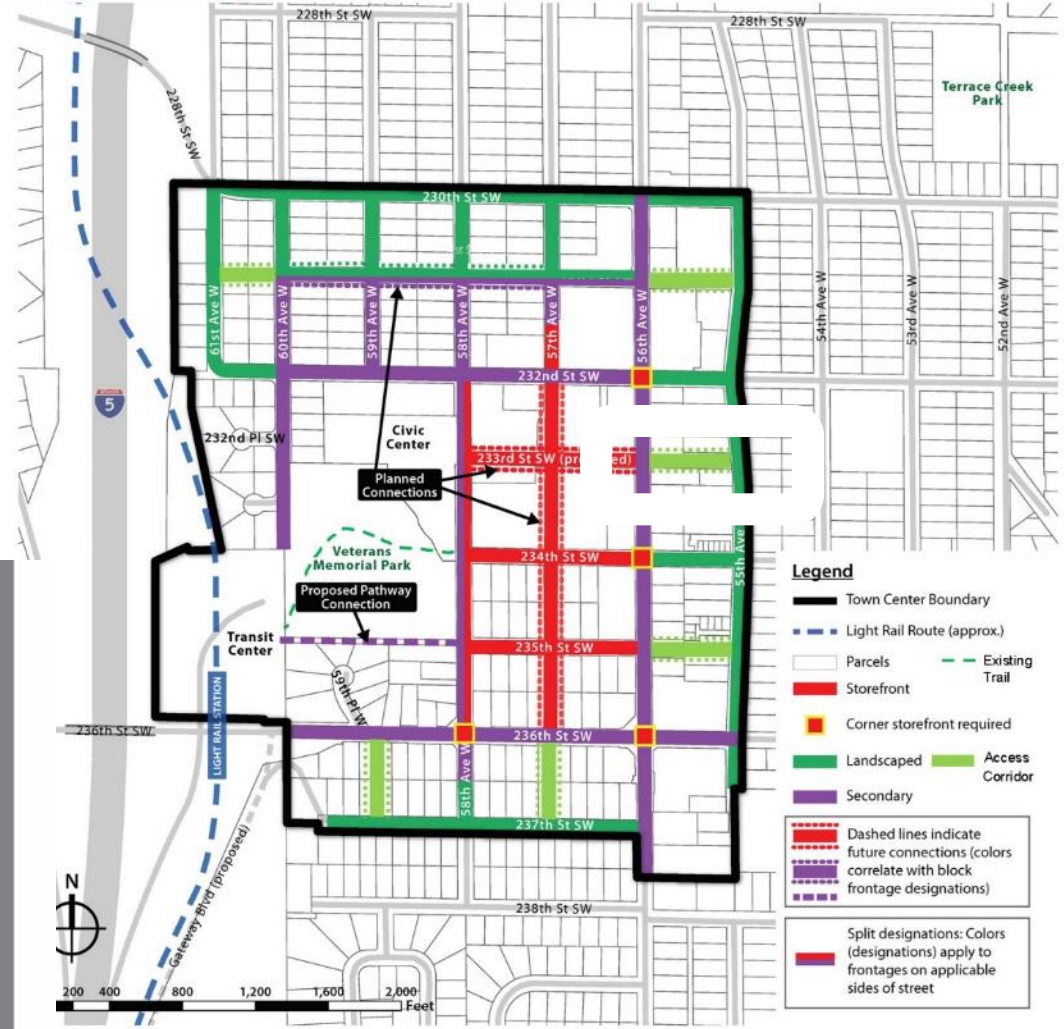 228th St SW
228th St SW
228th St SW
Terrace Creek
Park
230th St SW
61st Ave W
60th Ave W
59th Ave W
58th Ave W
57th Ave W
56th Ave W
54th Ave W
53rd Ave W
52nd Ave W
232nd St SW
5
232nd Pl SW
Civic
Center
233rd St SW
Planned
Connections
234th St SW
55th Ave
Veterans
Memorial Park
Proposed Pathway
Connection
Transit
Center
235th St SW
59th Pl W
236th St SW
236th St SW
LIGHT RAIL STATION
58th Ave W
237th St SW
Gateway Blvd (proposed)
238th St SW
N
200 400 800 1,200 1,600 2,000
Feet
Legend
Town Center Boundary
Light Rail Route (approx.)
Parcels
Existing
Trail
Storefront
Corner storefront required
Landscaped
Access
Corridor
Secondary
Dashed lines indicate
future connections (colors
correlate with block
frontage designations)
Split designations: Colors
(designations) apply to
frontages on applicable
sides of street